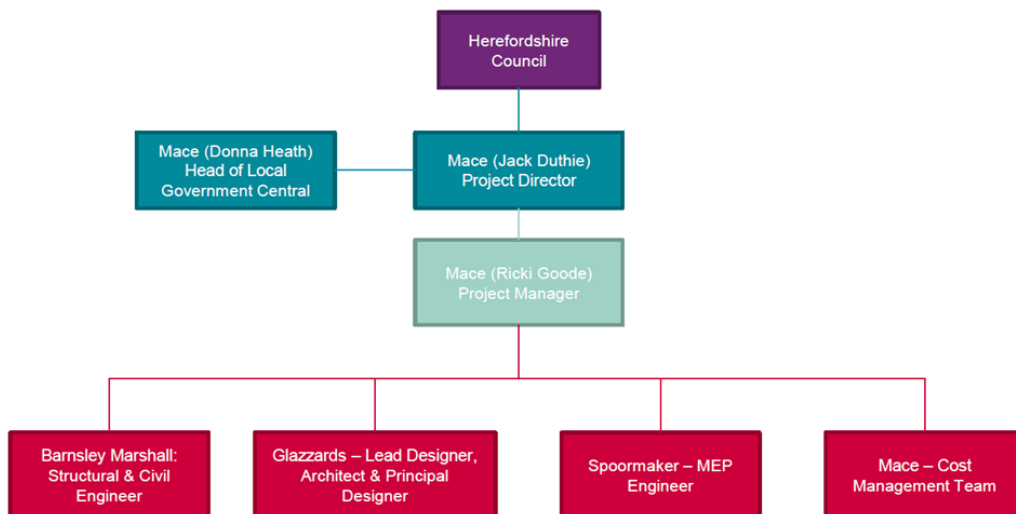 Herefordshire
Council
Mace (Donna Heath)
Head of Local
Government Central
Mace (Jack Duthie)
Project Director
Mace (Ricki Goode)
Project Manager
Barnsley Marshall:
Structural & Civil
Engineer
Glazzards – Lead Designer,
Architect & Principal
Designer
Spoormaker – MEP
Engineer
Mace – Cost
Management Team